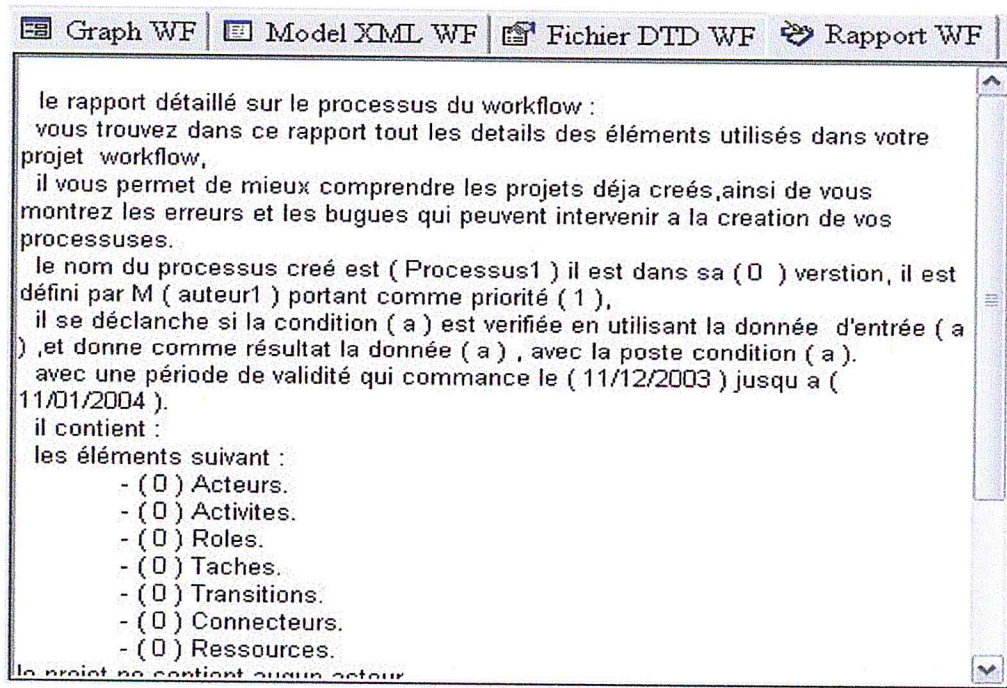 Graph WF Model XML WF Fichier DTD WF Rapport WF
le rapport détaillé sur le processus du workflow :
vous trouvez dans ce rapport tout les details des éléments utilisés dans votre
projet workflow,
il vous permet de mieux comprendre les projets déja creés,ainsi de vous
montrez les erreurs et les bugues qui peuvent intervenir a la creation de vos
processuses.
le nom du processus creé est ( Processus1 ) il est dans sa ( 0 ) verstion, il est
défini par M ( auteur1 ) portant comme priorité ( 1 ),
il se déclanche si la condition ( a ) est verifiée en utilisant la donnée d'entrée ( a
) ,et donne comme résultat la donnée ( a ) , avec la poste condition ( a ).
avec une période de validité qui commance le ( 11/12/2003 ) jusqu a (
11/01/2004 ).
il contient :
les éléments suivant :
- ( 0 ) Acteurs.
- ( 0 ) Activites.
- ( 0 ) Roles.
- ( 0 ) Taches.
- ( 0 ) Transitions.
- ( 0 ) Connecteurs.
- ( 0 ) Ressources.
le projet ne contient aucun acteur